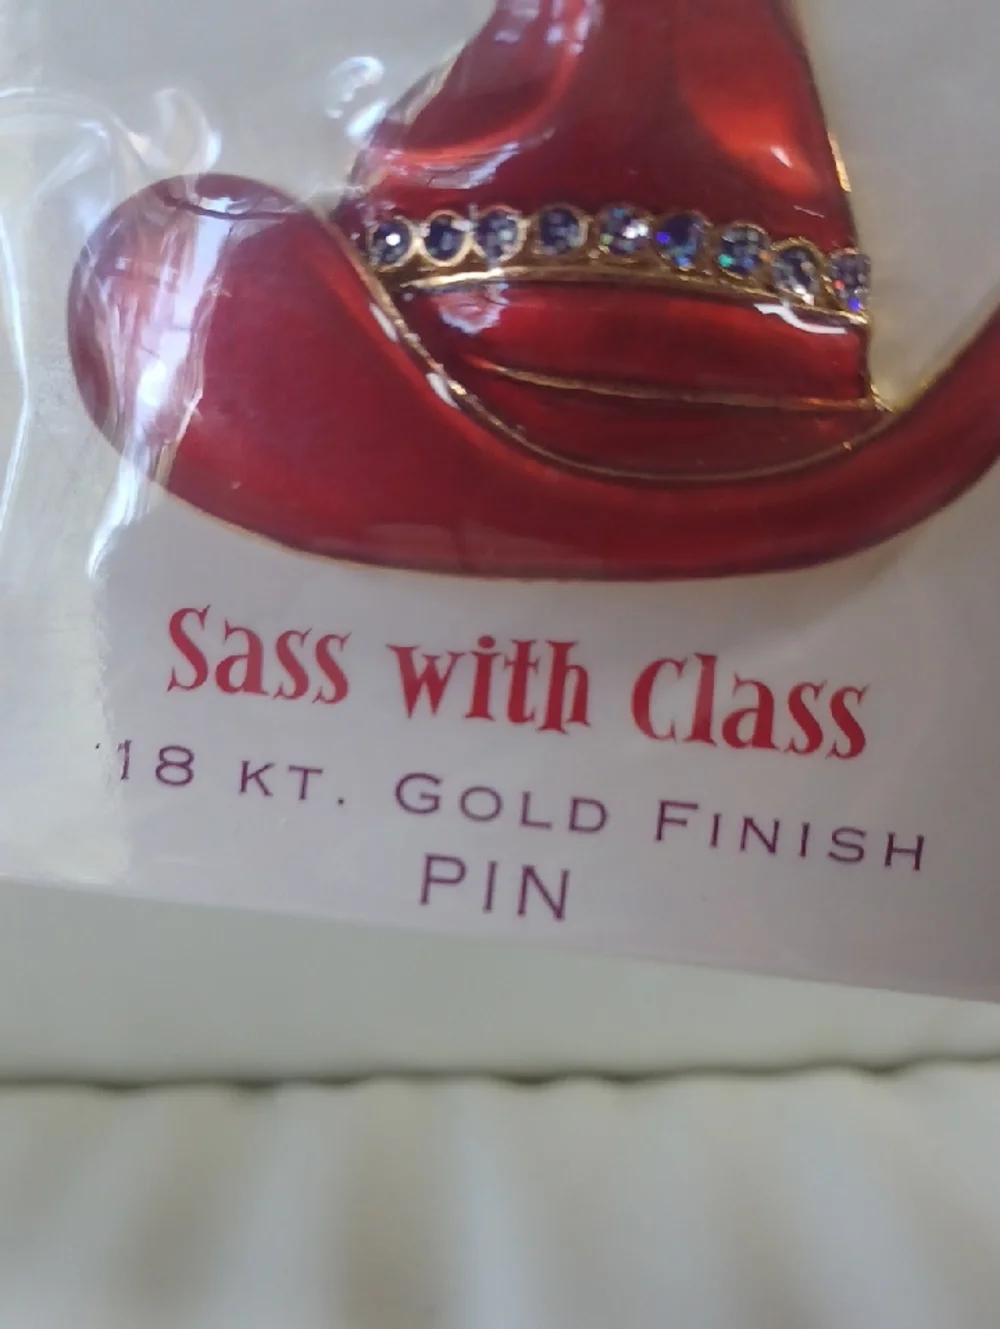 Sass with Class
18 KT. GOLD FINISH
PIN